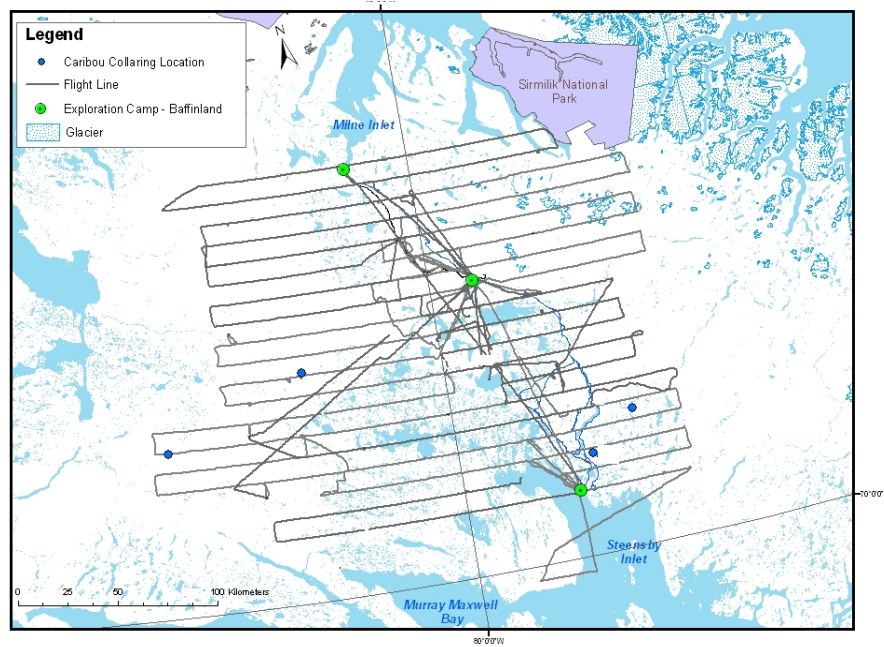 Legend
Caribou Collaring Location
Flight Line
Exploration Camp - Baffinland
Glacier
N
Sirmilik National
Park
Milne Inlet
70°0'0"
Steensby
Inlet
0 25 50 100 Kilometers
Murray Maxwell
Bay
80°0'0"W